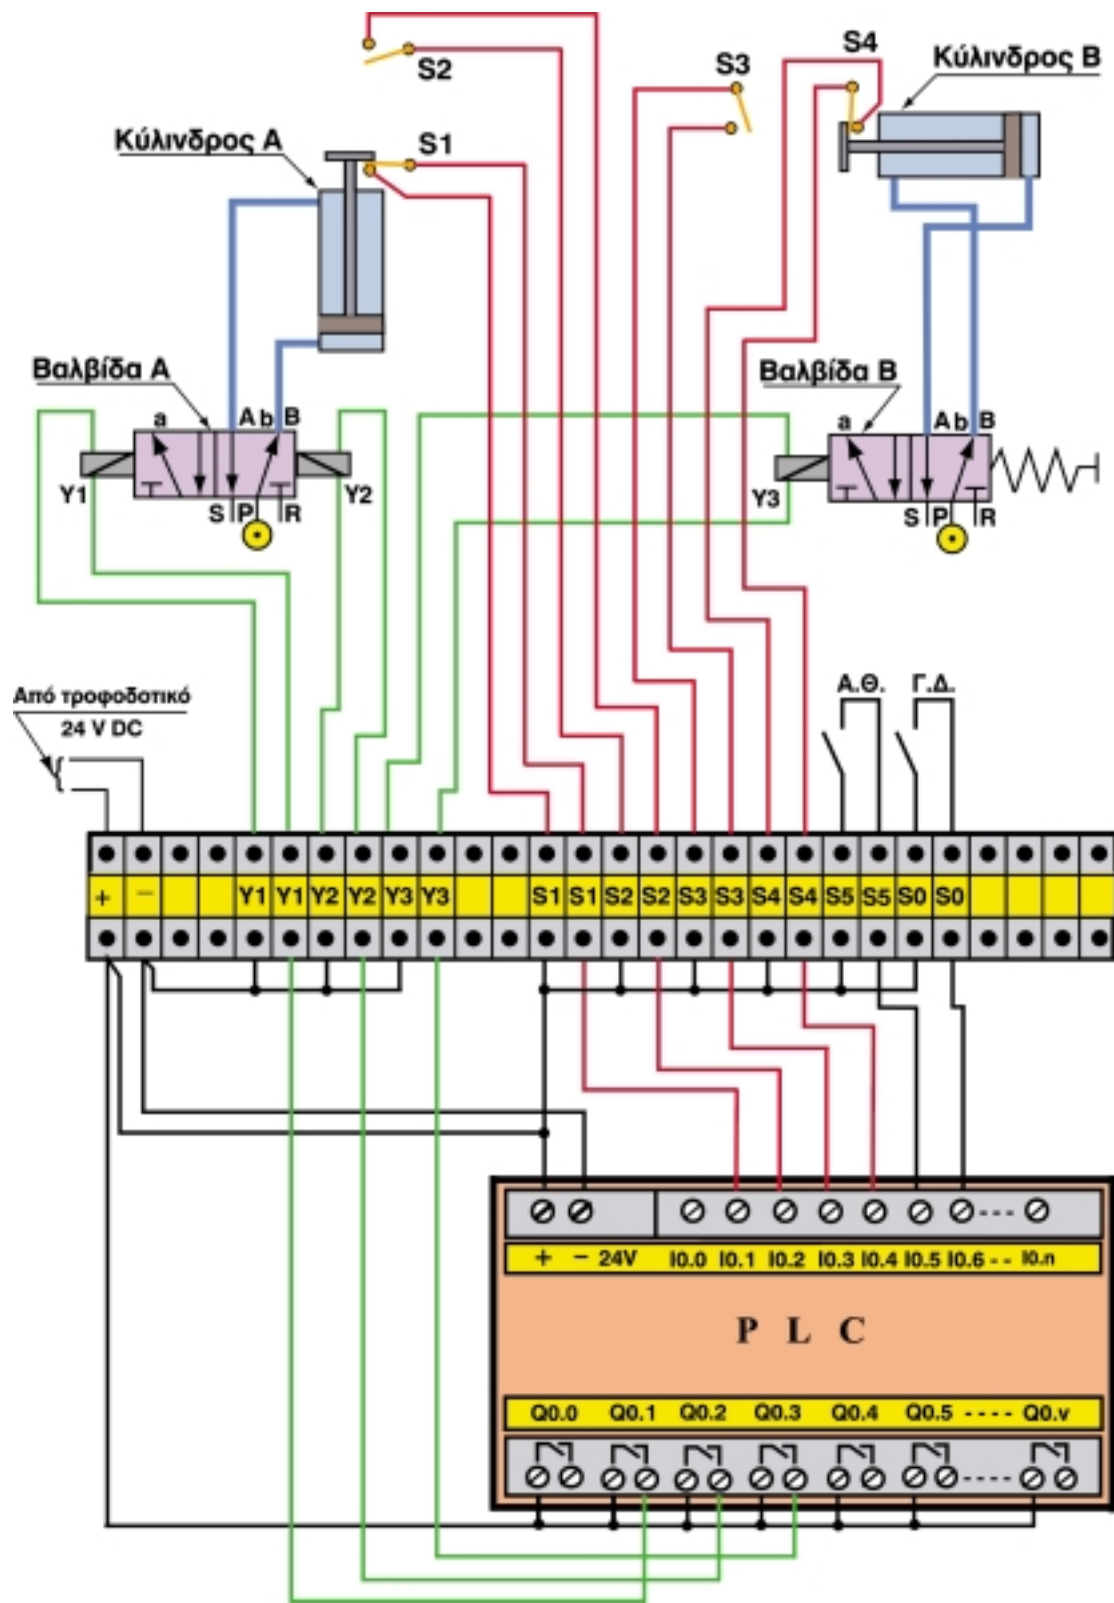 S2
S3
S4
Κύλινδρος Β
Κύλινδρος Α
S1
Βαλβίδα Α
Βαλβίδα Β
a A b B
a A b B
Y1 Y2
Y3
S P R
S P R
Από τροφοδοτικό
24 V DC
Α.Θ. Γ.Δ.
+ − Y1 Y1 Y2 Y2 Y3 Y3 S1 S1 S2 S2 S3 S3 S4 S4 S5 S5 S0 S0
+ − 24V I0.0 I0.1 I0.2 I0.3 I0.4 I0.5 I0.6 - - I0.n
P L C
Q0.0 Q0.1 Q0.2 Q0.3 Q0.4 Q0.5 - - - - Q0.v